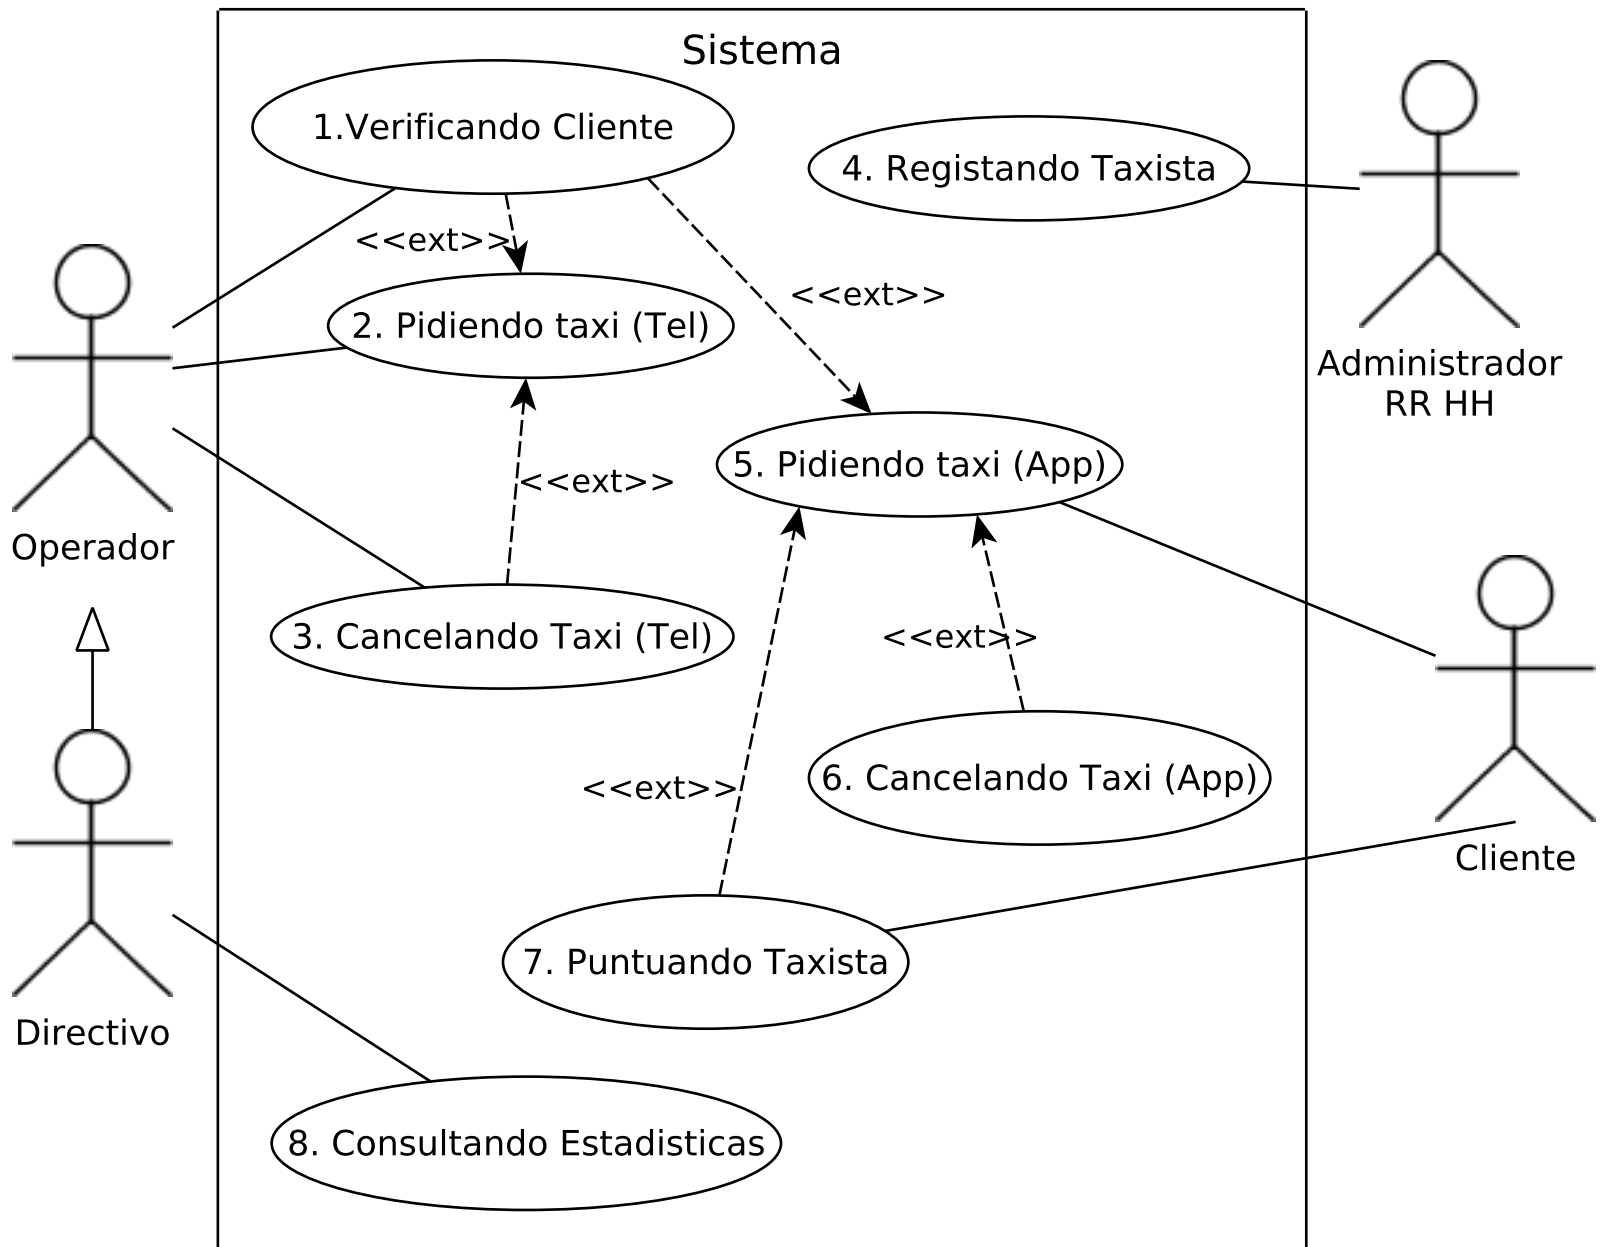 Sistema
1.Verificando Cliente
4. Registando Taxista
<<ext>>
<<ext>>
2. Pidiendo taxi (Tel)
Administrador
RR HH
5. Pidiendo taxi (App)
<<ext>>
Operador
3. Cancelando Taxi (Tel)
<<ext>>
6. Cancelando Taxi (App)
<<ext>>
Cliente
7. Puntuando Taxista
Directivo
8. Consultando Estadisticas